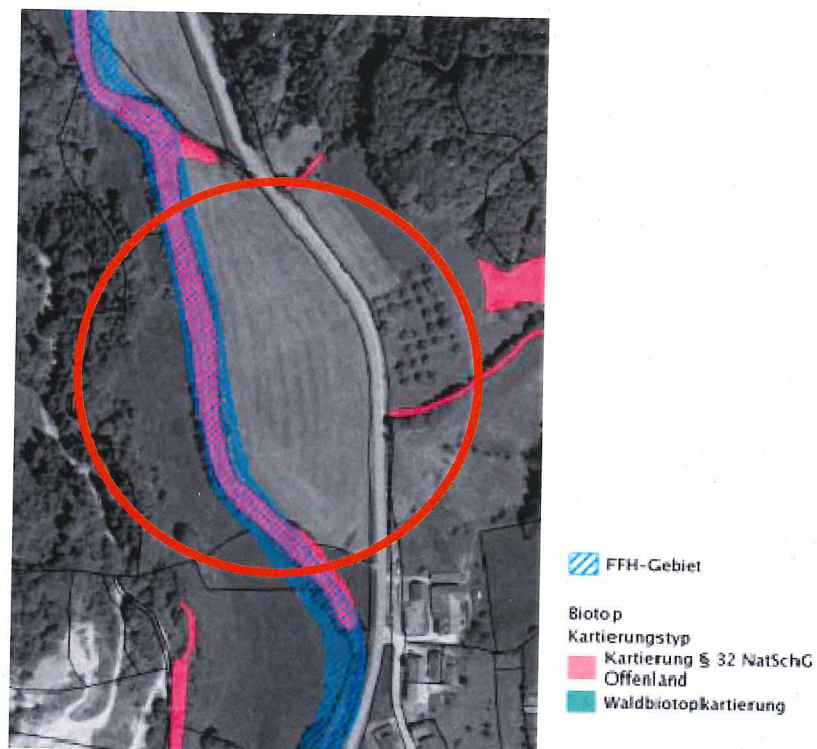 FFH-Gebiet
Biotop
Kartierungstyp
Kartierung § 32 NatSchG
Offenland
Waldbiotopkartierung